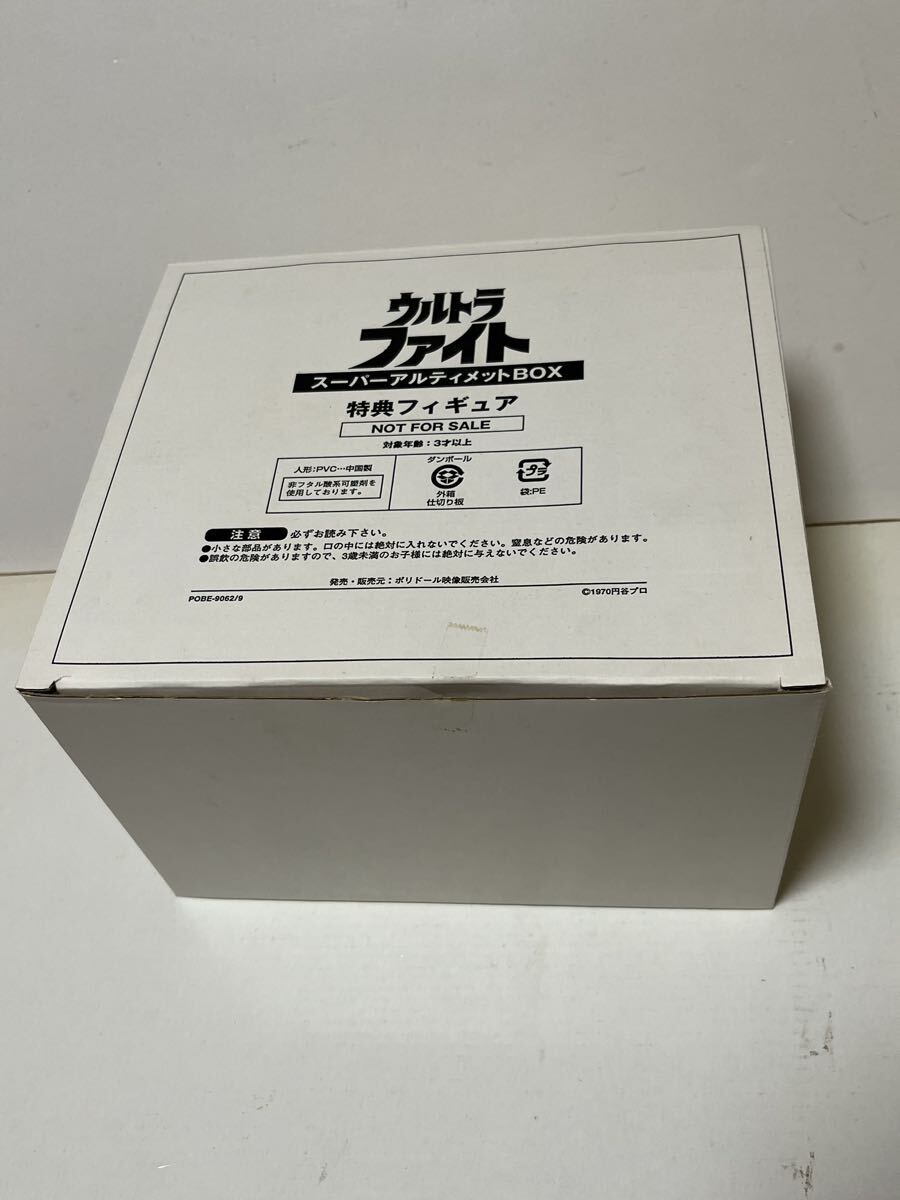 ウルトラ
ファイト
スーパーアルティメットBOX
特典フィギュア
NOT FOR SALE
対象年齢：3才以上
人形：PVC…中国製
非フタル酸系可塑剤を
使用しております。
ダンボール
外箱
仕切り板
プラ
袋:PE
注意 必ずお読み下さい。
●小さな部品があります。口の中には絶対に入れないでください。窒息などの危険があります。
●誤飲の危険がありますので、3歳未満のお子様には絶対に与えないでください。
発売・販売元：ポリドール映像販売会社
POBE-9062/9
©1970円谷プロ